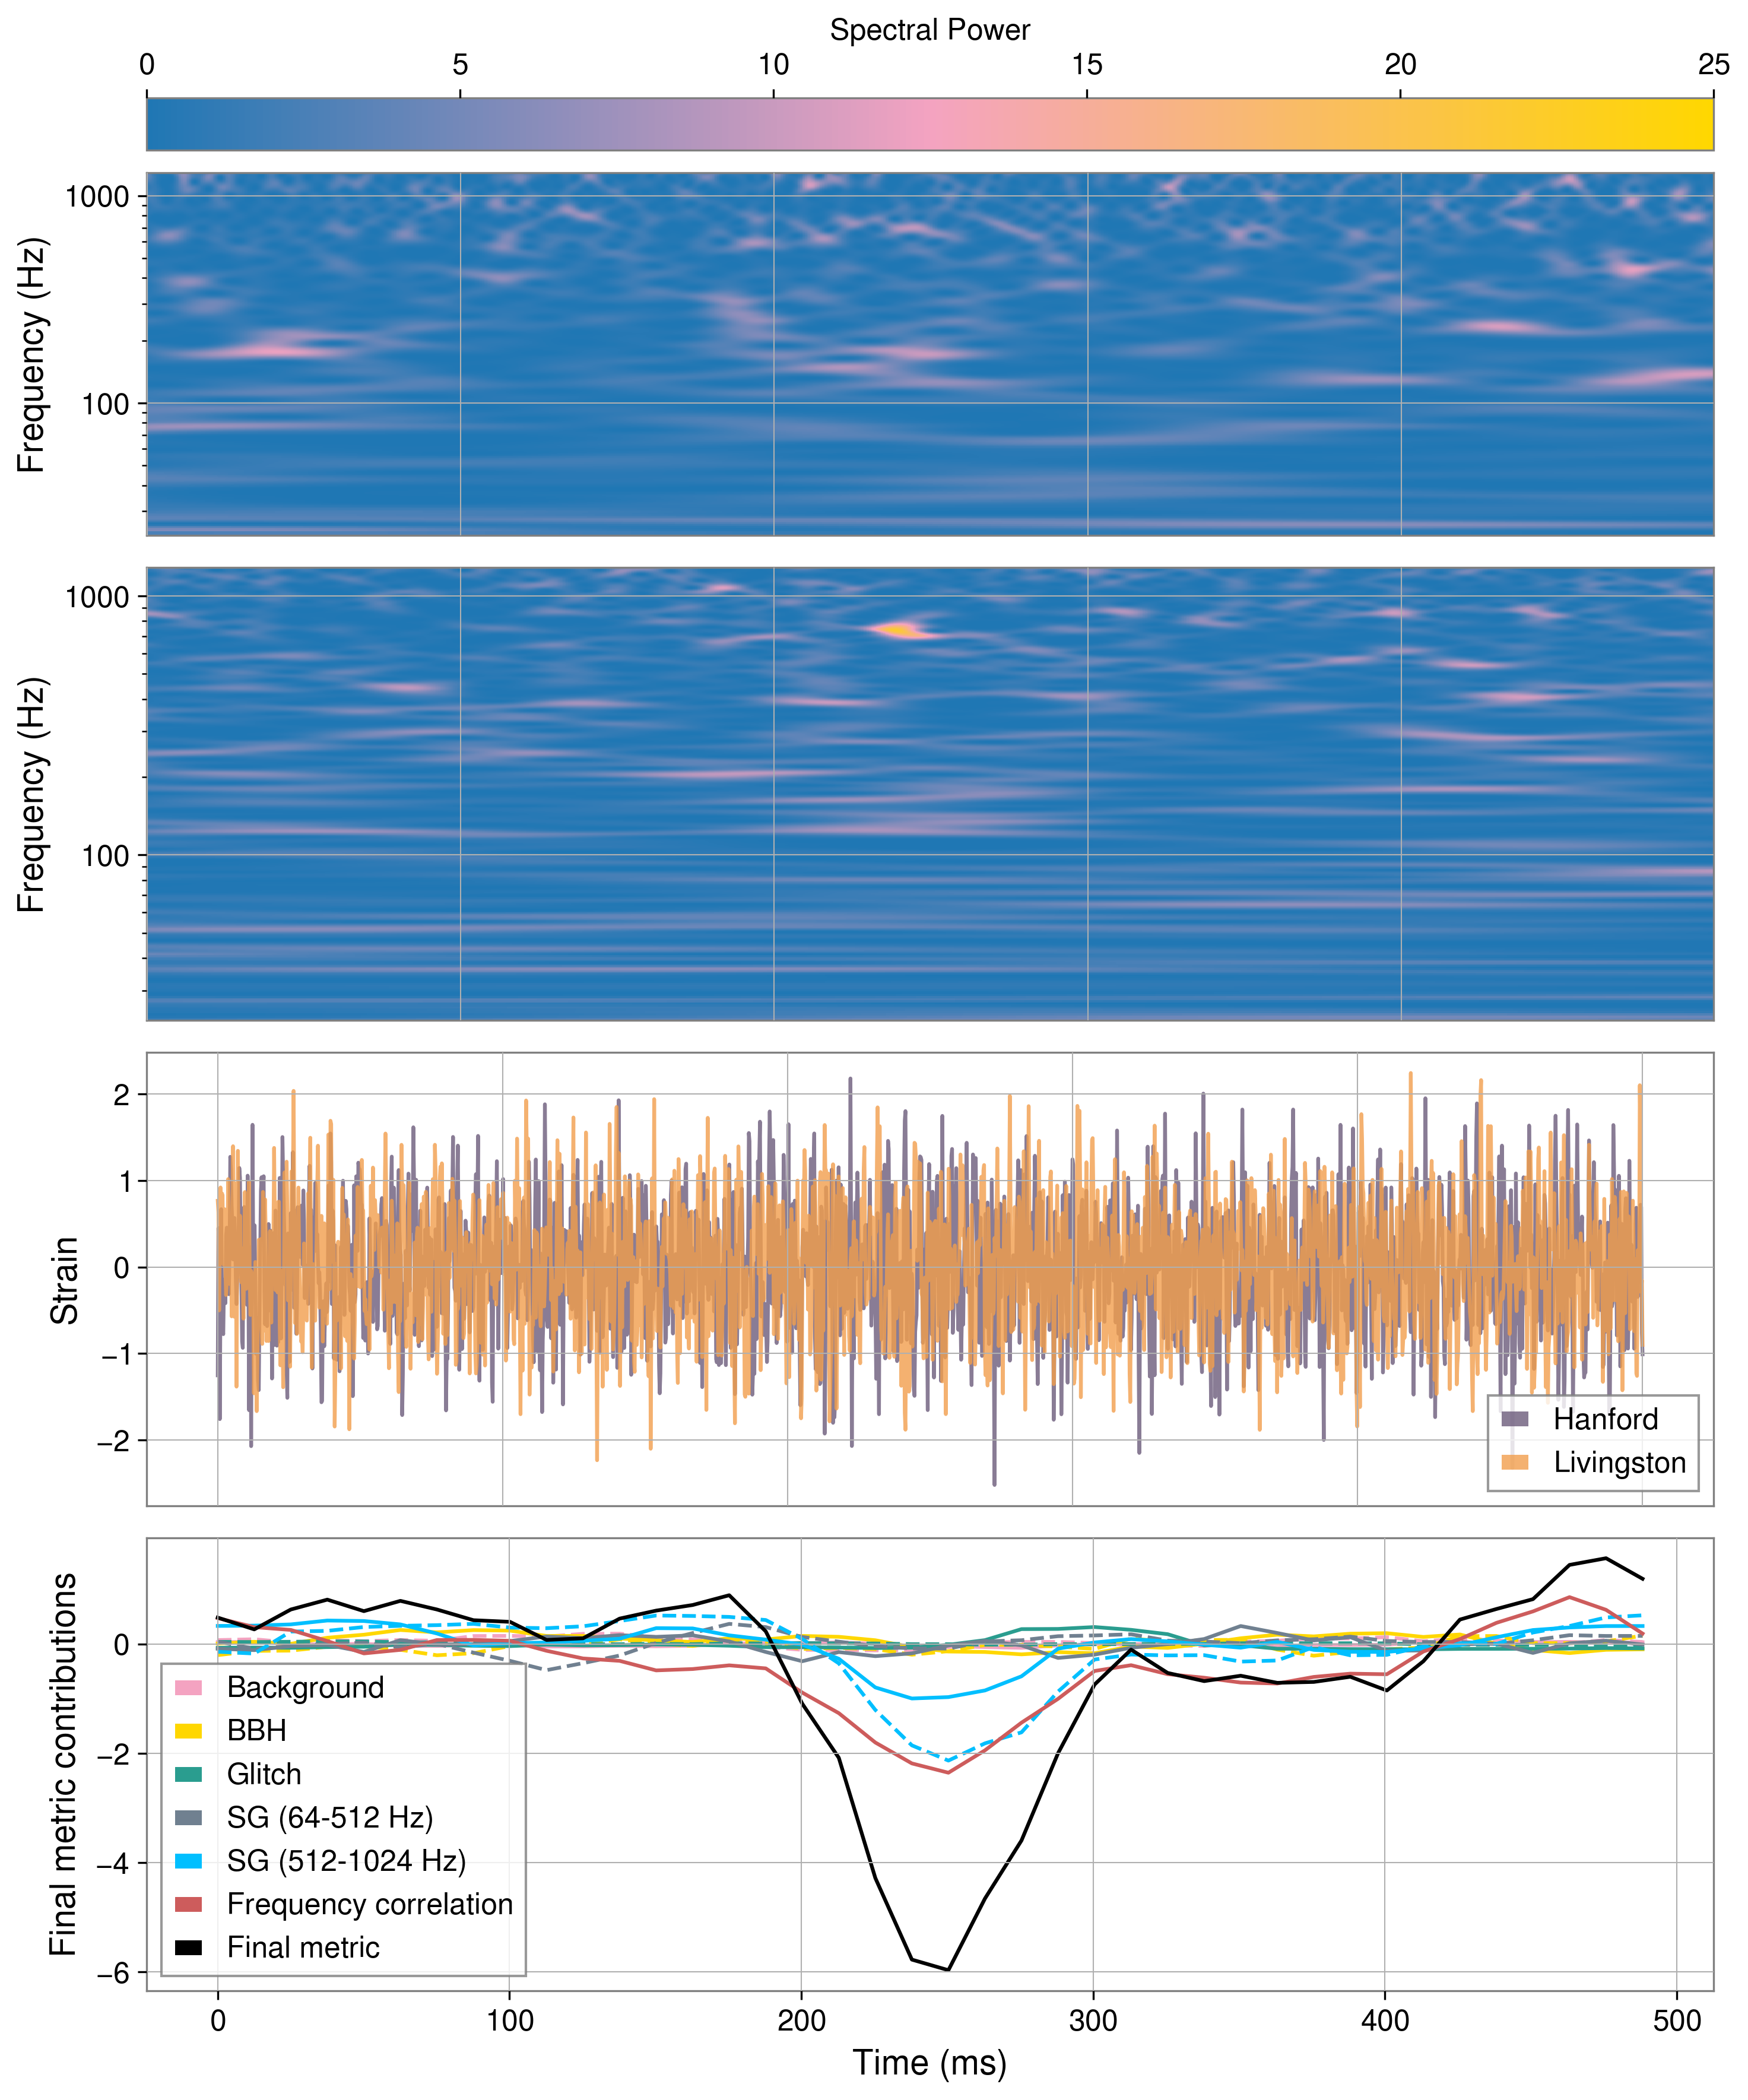 Spectral Power
0 5 10 15 20 25
Frequency (Hz)
1000
100
Frequency (Hz)
1000
100
Strain
2
1
0
−1
−2
Hanford
Livingston
Final metric contributions
0
−2
−4
−6
Background
BBH
Glitch
SG (64-512 Hz)
SG (512-1024 Hz)
Frequency correlation
Final metric
0 100 200 300 400 500
Time (ms)